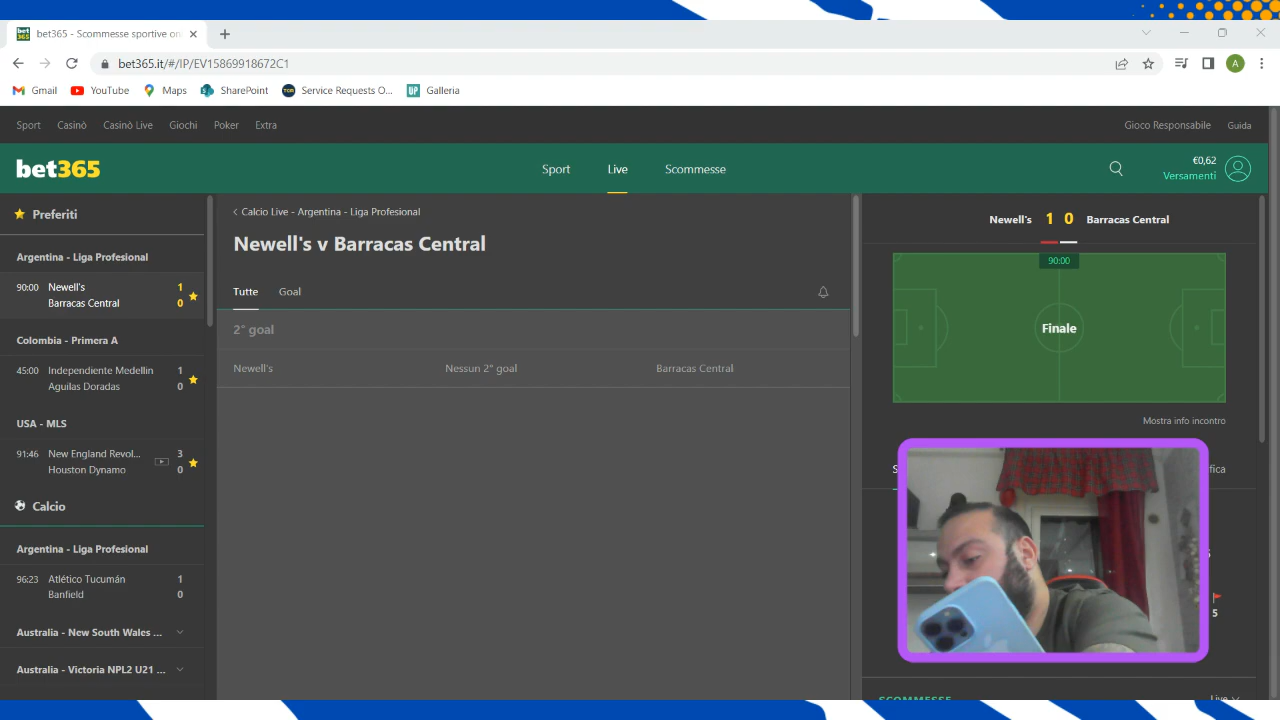 bet365 - Scommesse sportive on
bet365.it/#/IP/EV15869918672C1
A
Gmail
YouTube
Maps
SharePoint
Service Requests O...
Galleria
Sport
Casinò
Casinò Live
Giochi
Poker
Extra
Gioco Responsabile
Guida
bet365
Sport
Live
Scommesse
€0,62
Versamenti
Preferiti
Argentina - Liga Profesional
90:00 Newell's 1
Barracas Central 0
Colombia - Primera A
45:00 Independiente Medellin 1
Aguilas Doradas 0
USA - MLS
91:46 New England Revol... 3
Houston Dynamo 0
Calcio
Argentina - Liga Profesional
96:23 Atlético Tucumán 1
Banfield 0
Australia - New South Wales ...
Australia - Victoria NPL2 U21 ...
Calcio Live - Argentina - Liga Profesional
Newell's v Barracas Central
Tutte
Goal
2° goal
Newell's
Nessun 2° goal
Barracas Central
Newell's 1 0 Barracas Central
90:00
Finale
Mostra info incontro
fica
5